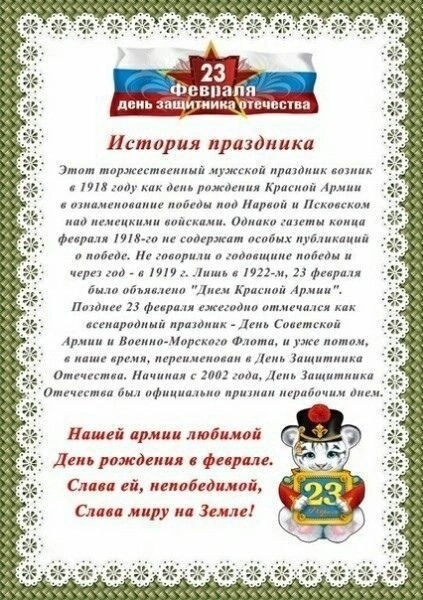 23
Февраля
день защитника отечества
История праздника
Этот торжественный мужской праздник возник
в 1918 году как день рождения Красной Армии
в ознаменование победы под Нарвой и Псковском
над немецкими войсками. Однако газеты конца
февраля 1918-го не содержат особых публикаций
о победе. Не говорили о годовщине победы и
через год - в 1919 г. Лишь в 1922-м, 23 февраля
было объявлено "Днем Красной Армии".
Позднее 23 февраля ежегодно отмечался как
всенародный праздник - День Советской
Армии и Военно-Морского Флота, и уже потом,
в наше время, переименован в День Защитника
Отечества. Начиная с 2002 года, День Защитника
Отечества был официально признан нерабочим днем.
Нашей армии любимой
День рождения в феврале.
Слава ей, непобедимой,
Слава миру на Земле!
23
Февраля